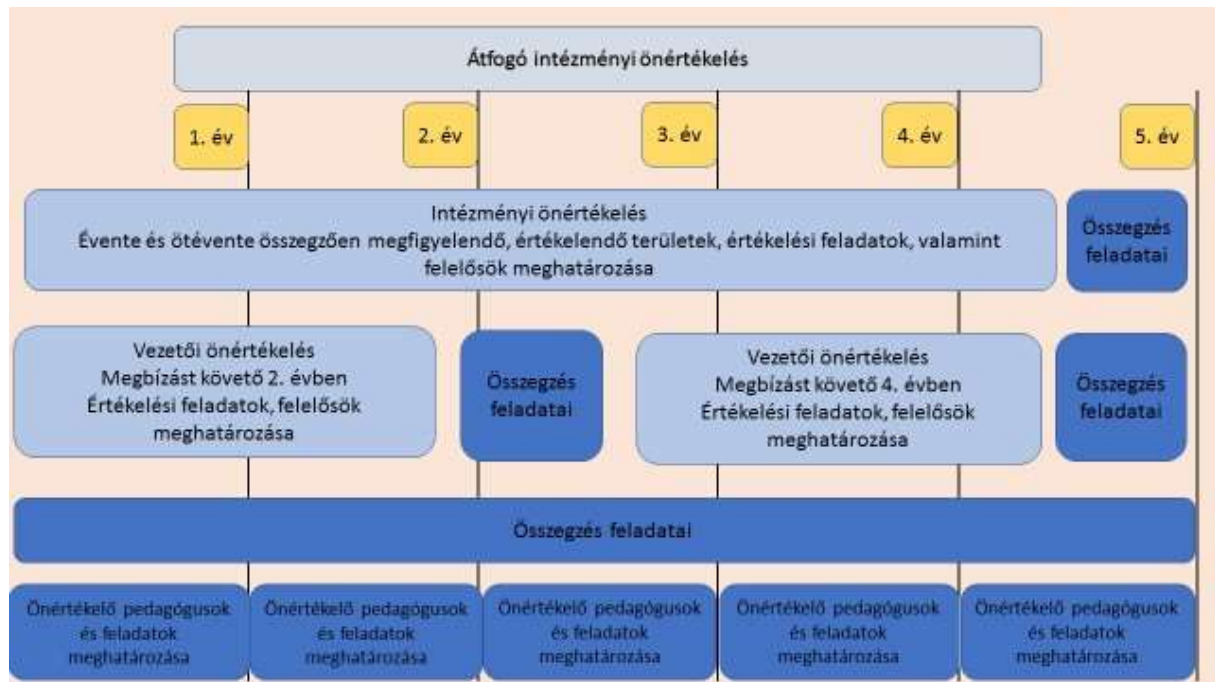 Átfogó intézményi önértékelés
1. év
2. év
3. év
4. év
5. év
Intézményi önértékelés
Évente és ötévente összegzően megfigyelendő, értékelendő területek, értékelési feladatok, valamint
felelősök meghatározása
Összegzés
feladatai
Vezetői önértékelés
Megbízást követő 2. évben
Értékelési feladatok, felelősök
meghatározása
Összegzés
feladatai
Vezetői önértékelés
Megbízást követő 4. évben
Értékelési feladatok, felelősök
meghatározása
Összegzés
feladatai
Összegzés feladatai
Önértékelő pedagógusok
és feladatok
meghatározása
Önértékelő pedagógusok
és feladatok
meghatározása
Önértékelő pedagógusok
és feladatok
meghatározása
Önértékelő pedagógusok
és feladatok
meghatározása
Önértékelő pedagógusok
és feladatok
meghatározása